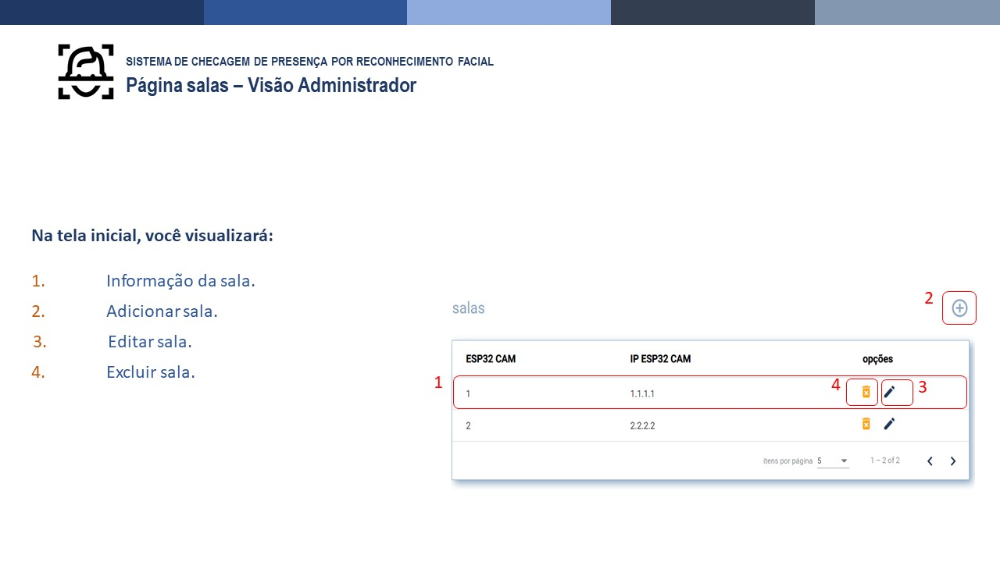 SISTEMA DE CHECAGEM DE PRESENÇA POR RECONHECIMENTO FACIAL
Página salas – Visão Administrador
Na tela inicial, você visualizará:
1. Informação da sala.
2. Adicionar sala.
3. Editar sala.
4. Excluir sala.
salas
2
ESP32 CAM IP ESP32 CAM opções
1 1 1.1.1.1 4 3
2 2.2.2.2
itens por página 5 1 – 2 of 2